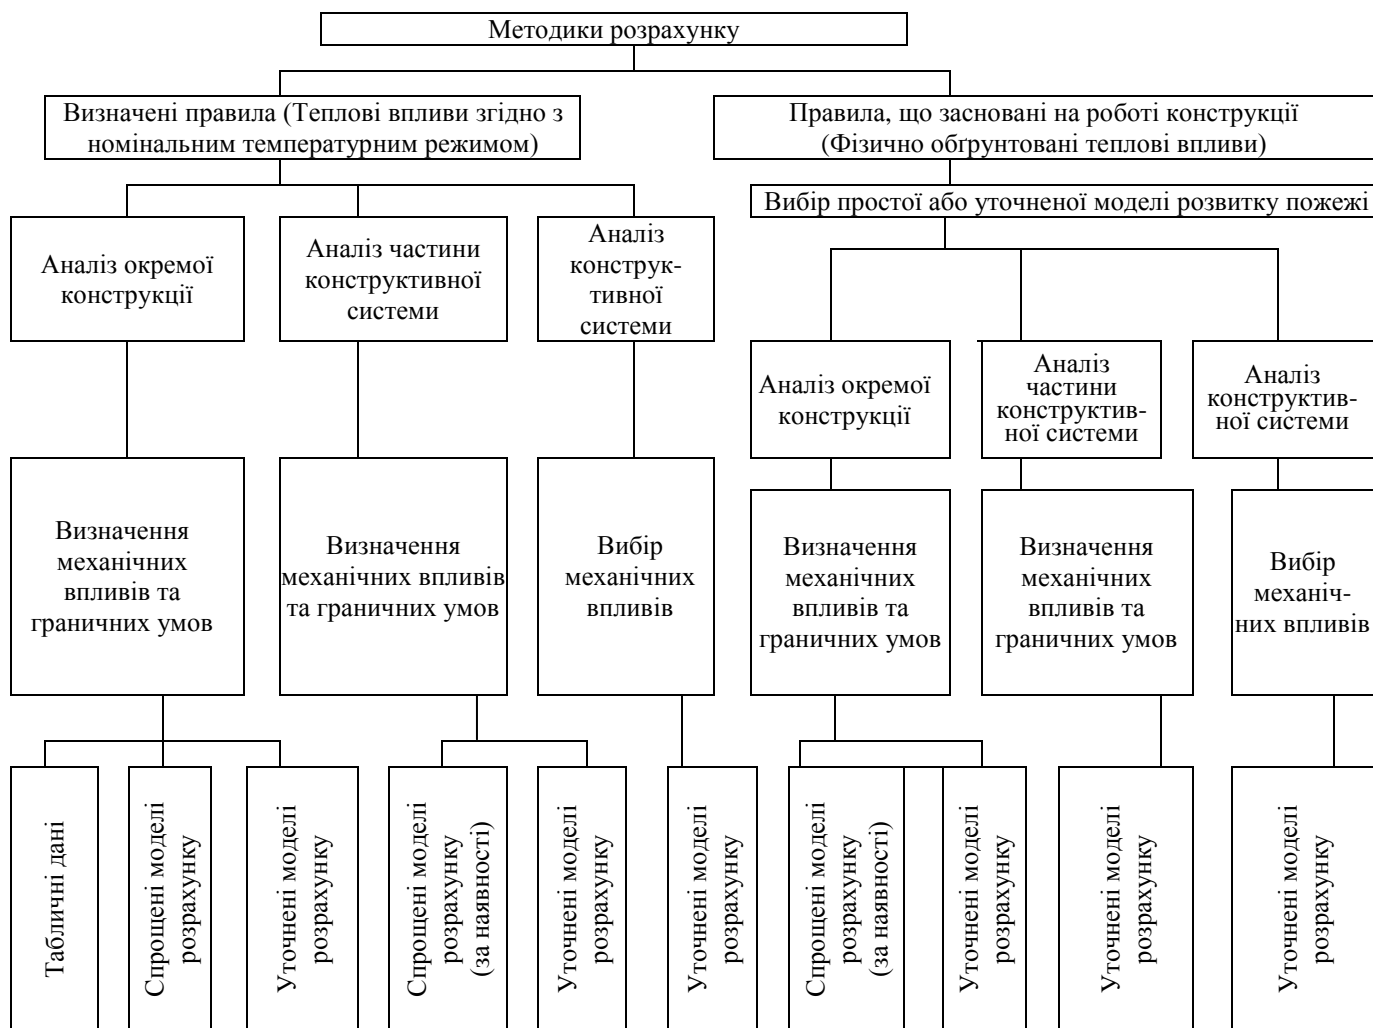 Методики розрахунку
Визначені правила (Теплові впливи згідно з
номінальним температурним режимом)
Правила, що засновані на роботі конструкції
(Фізично обґрунтовані теплові впливи)
Вибір простої або уточненої моделі розвитку пожежі
Аналіз окремої
конструкції
Аналіз частини
конструктивної
системи
Аналіз
конструк-
тивної
системи
Аналіз окремої
конструкції
Аналіз
частини
конструктив-
ної системи
Аналіз
конструктив-
ної системи
Визначення
механічних
впливів та
граничних умов
Визначення
механічних впливів
та граничних умов
Вибір
механічних
впливів
Визначення
механічних
впливів та
граничних умов
Визначення
механічних
впливів та
граничних умов
Вибір
механіч-
них впливів
Табличні дані
Спрощені моделі
розрахунку
Уточнені моделі
розрахунку
Спрощені моделі
розрахунку
(за наявності)
Уточнені моделі
розрахунку
Уточнені моделі
розрахунку
Спрощені моделі
розрахунку
(за наявності)
Уточнені моделі
розрахунку
Уточнені моделі
розрахунку
Уточнені моделі
розрахунку